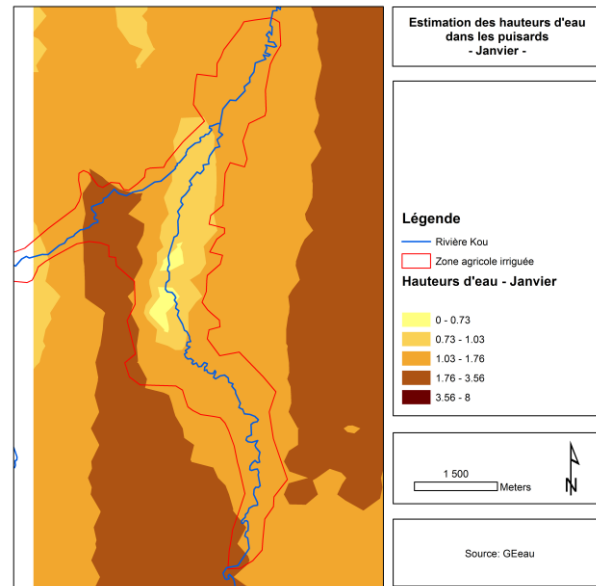 Estimation des hauteurs d'eau
dans les puisards
- Janvier -
Légende
Rivière Kou
Zone agricole irriguée
Hauteurs d'eau - Janvier
0 - 0.73
0.73 - 1.03
1.03 - 1.76
1.76 - 3.56
3.56 - 8
1 500
Meters
N
Source: GEeau